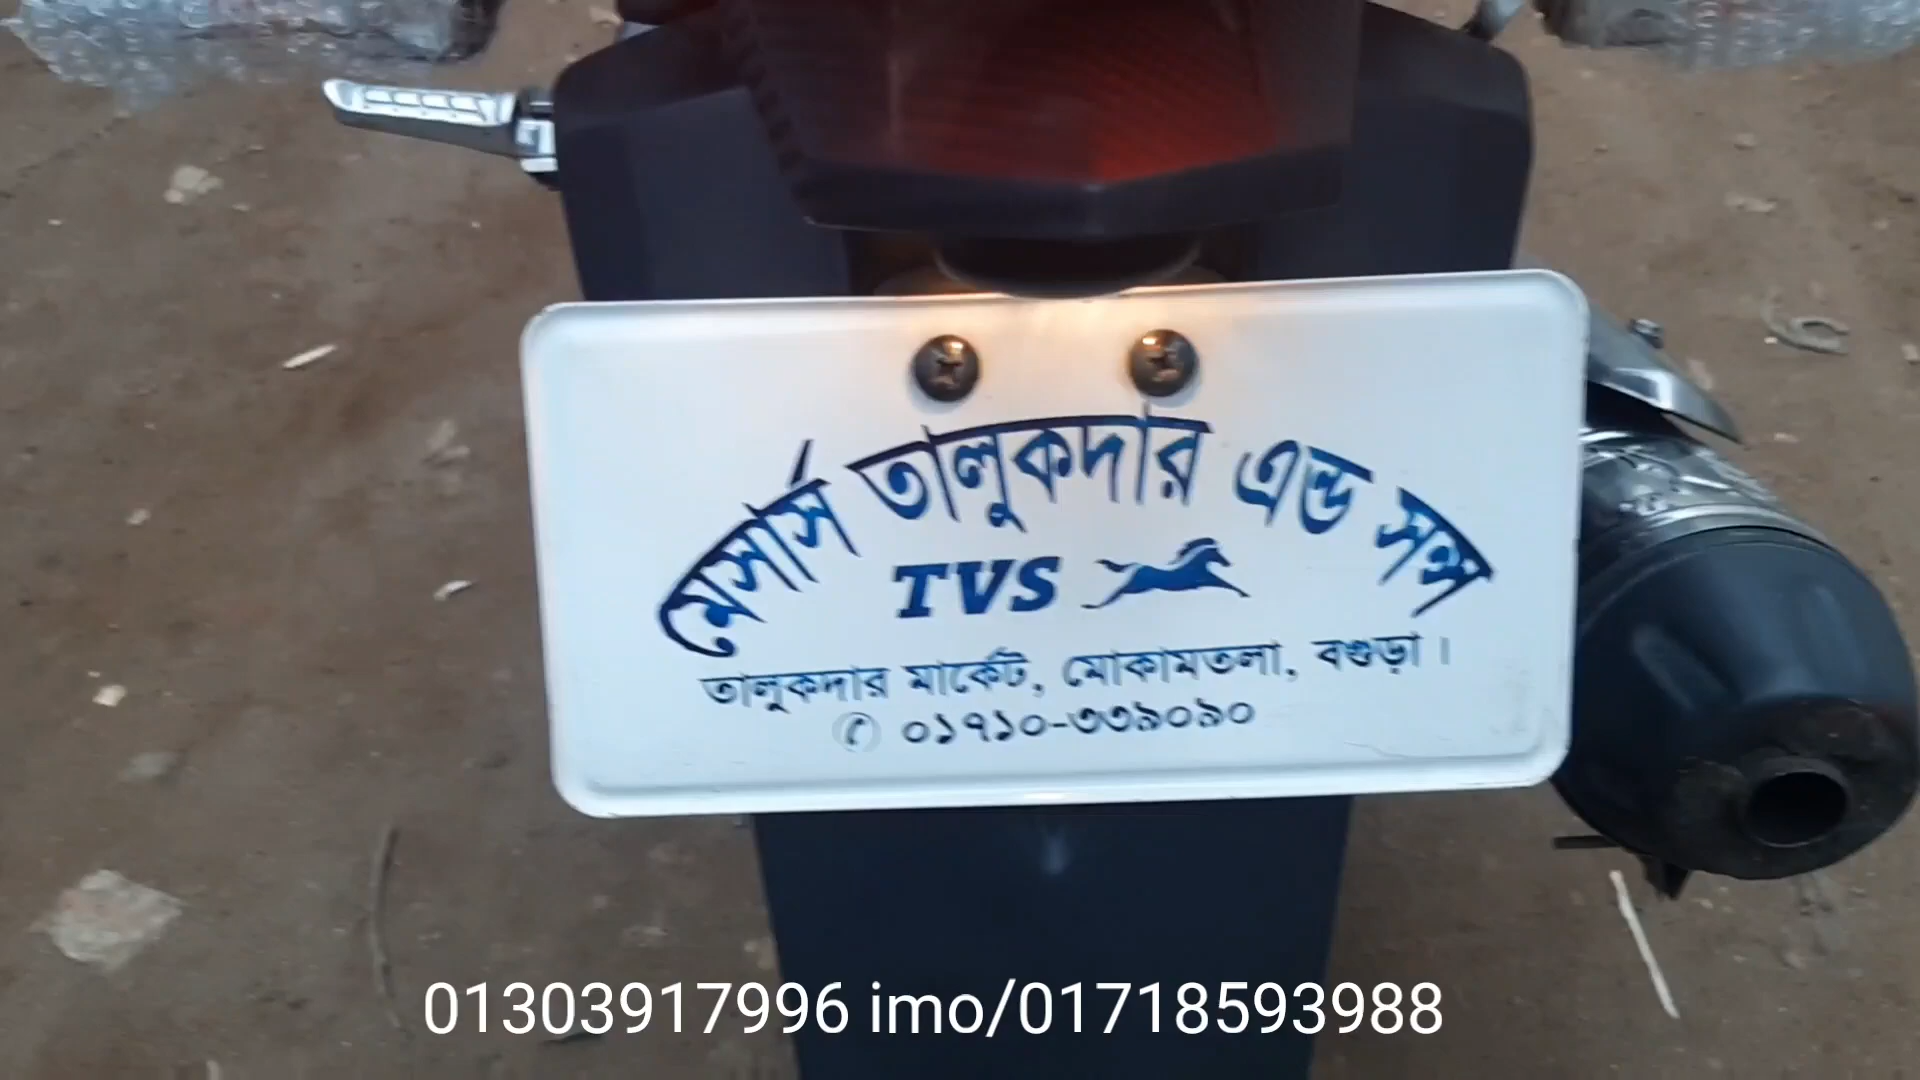 মেসার্স তালুকদার এন্ড সন্স
TVS
তালুকদার মার্কেট, মোকামতলা, বগুড়া।
০১৭১০-৩৩৯০৯০
01303917996 imo/01718593988